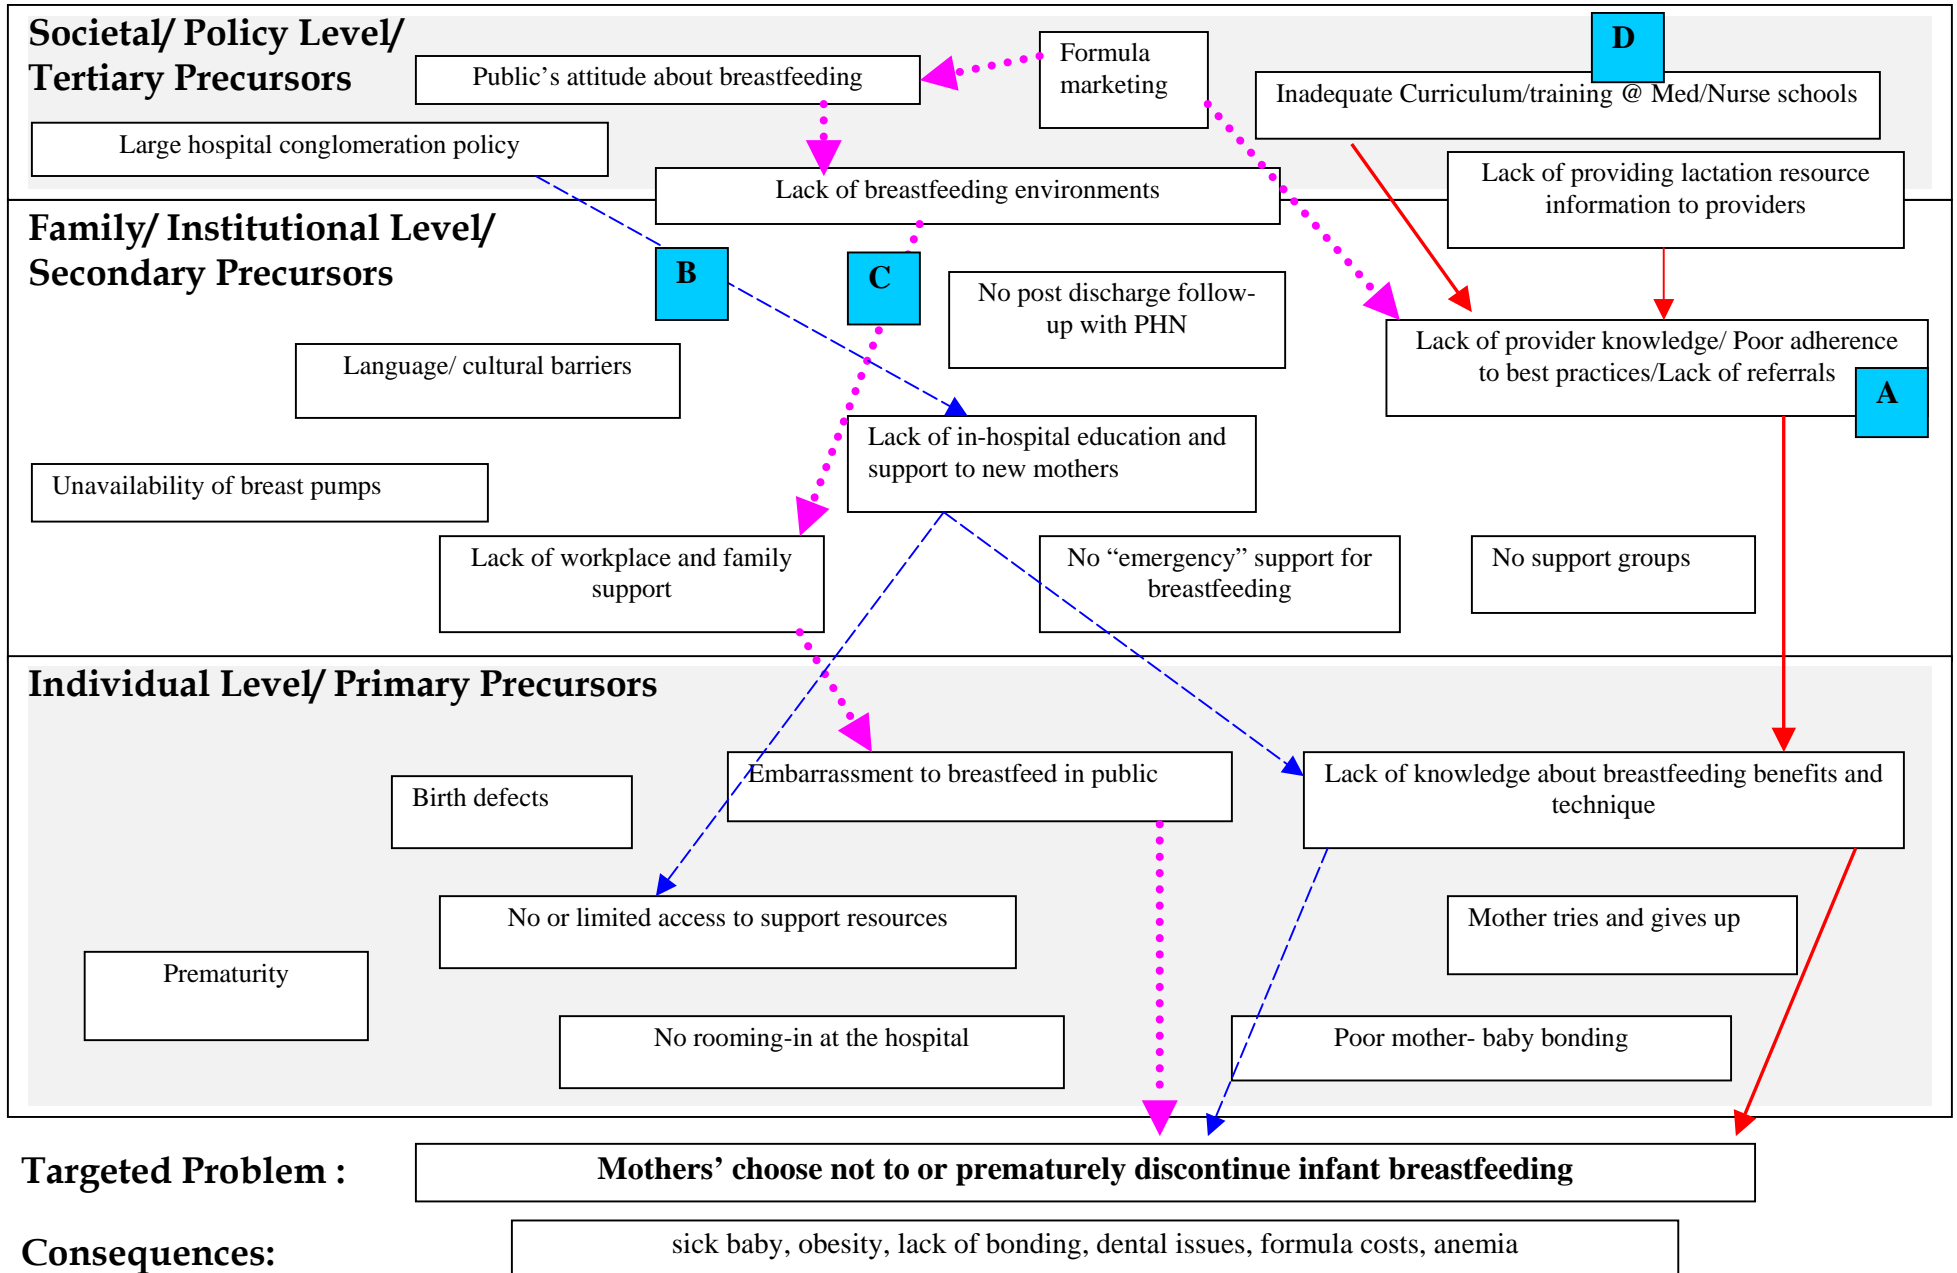 Societal/ Policy Level/
Tertiary Precursors
Public’s attitude about breastfeeding
Formula
marketing
D
Inadequate Curriculum/training @ Med/Nurse schools
Large hospital conglomeration policy
Lack of breastfeeding environments
Lack of providing lactation resource
information to providers
Family/ Institutional Level/
Secondary Precursors
B
C
No post discharge follow-
up with PHN
Language/ cultural barriers
Lack of provider knowledge/ Poor adherence
to best practices/Lack of referrals
A
Lack of in-hospital education and
support to new mothers
Unavailability of breast pumps
Lack of workplace and family
support
No “emergency” support for
breastfeeding
No support groups
Individual Level/ Primary Precursors
Birth defects
Embarrassment to breastfeed in public
Lack of knowledge about breastfeeding benefits and
technique
No or limited access to support resources
Mother tries and gives up
Prematurity
No rooming-in at the hospital
Poor mother- baby bonding
Targeted Problem :
Mothers’ choose not to or prematurely discontinue infant breastfeeding
Consequences:
sick baby, obesity, lack of bonding, dental issues, formula costs, anemia